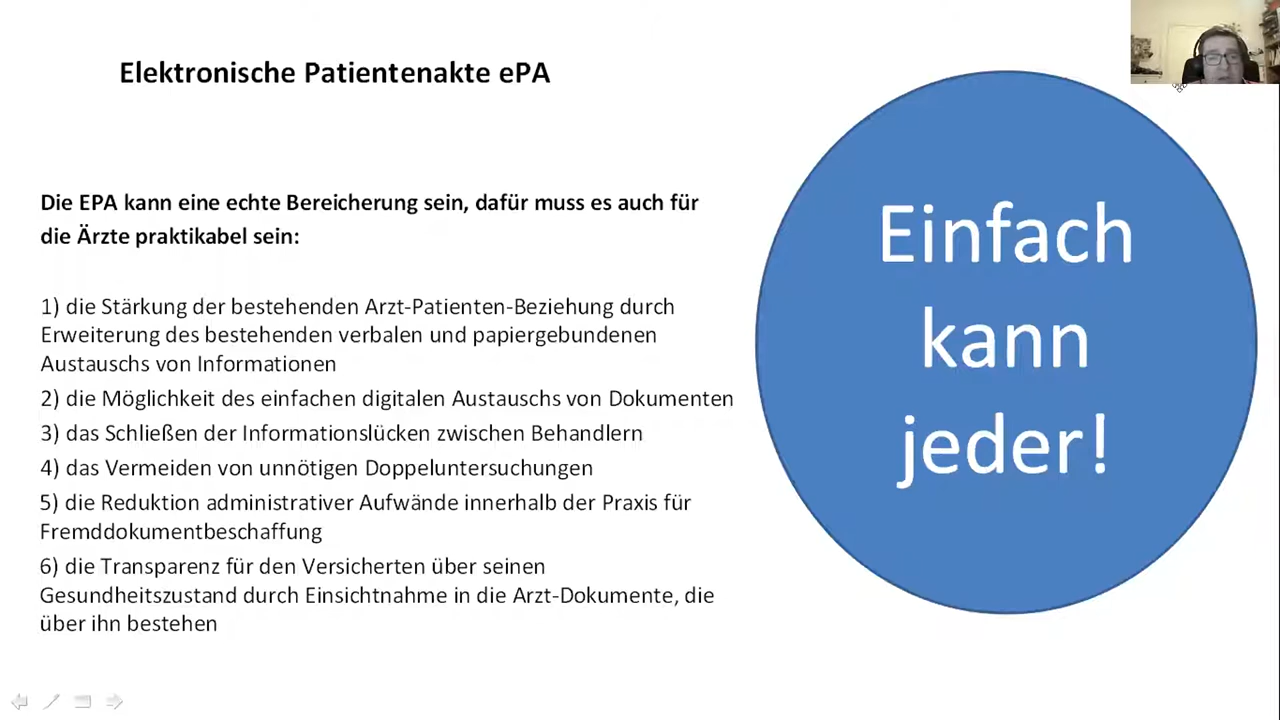 Elektronische Patientenakte ePA
Die EPA kann eine echte Bereicherung sein, dafür muss es auch für
die Ärzte praktikabel sein:
1) die Stärkung der bestehenden Arzt-Patienten-Beziehung durch
Erweiterung des bestehenden verbalen und papiergebundenen
Austauschs von Informationen
2) die Möglichkeit des einfachen digitalen Austauschs von Dokumenten
3) das Schließen der Informationslücken zwischen Behandlern
4) das Vermeiden von unnötigen Doppeluntersuchungen
5) die Reduktion administrativer Aufwände innerhalb der Praxis für
Fremddokumentbeschaffung
6) die Transparenz für den Versicherten über seinen
Gesundheitszustand durch Einsichtnahme in die Arzt-Dokumente, die
über ihn bestehen
Einfach
kann
jeder!